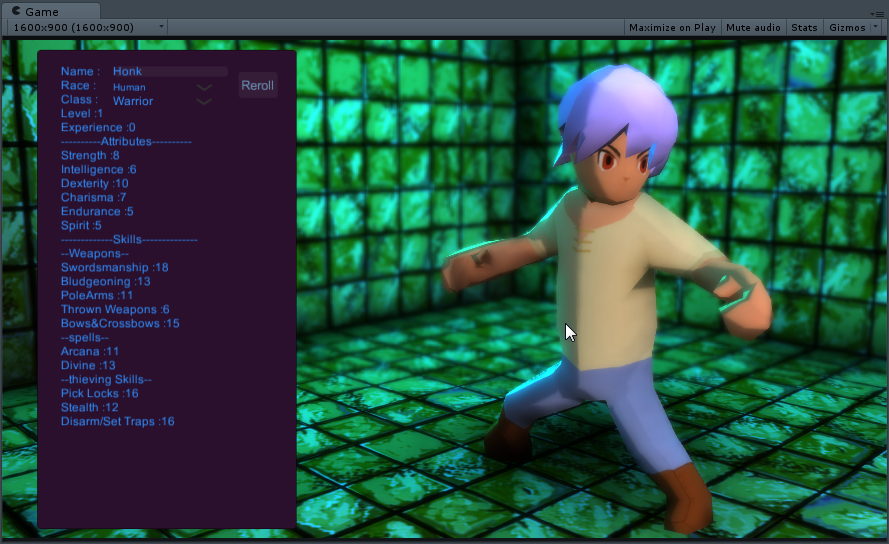 Game
1600x900 (1600x900)
Maximize on Play Mute audio Stats Gizmos
Name : Honk
Race : Human
Reroll
Class : Warrior
Level :1
Experience :0
----------Attributes----------
Strength :8
Intelligence :6
Dexterity :10
Charisma :7
Endurance :5
Spirit :5
-------------Skills--------------
--Weapons--
Swordsmanship :18
Bludgeoning :13
PoleArms :11
Thrown Weapons :6
Bows&Crossbows :15
--spells--
Arcana :11
Divine :13
--thieving Skills--
Pick Locks :16
Stealth :12
Disarm/Set Traps :16